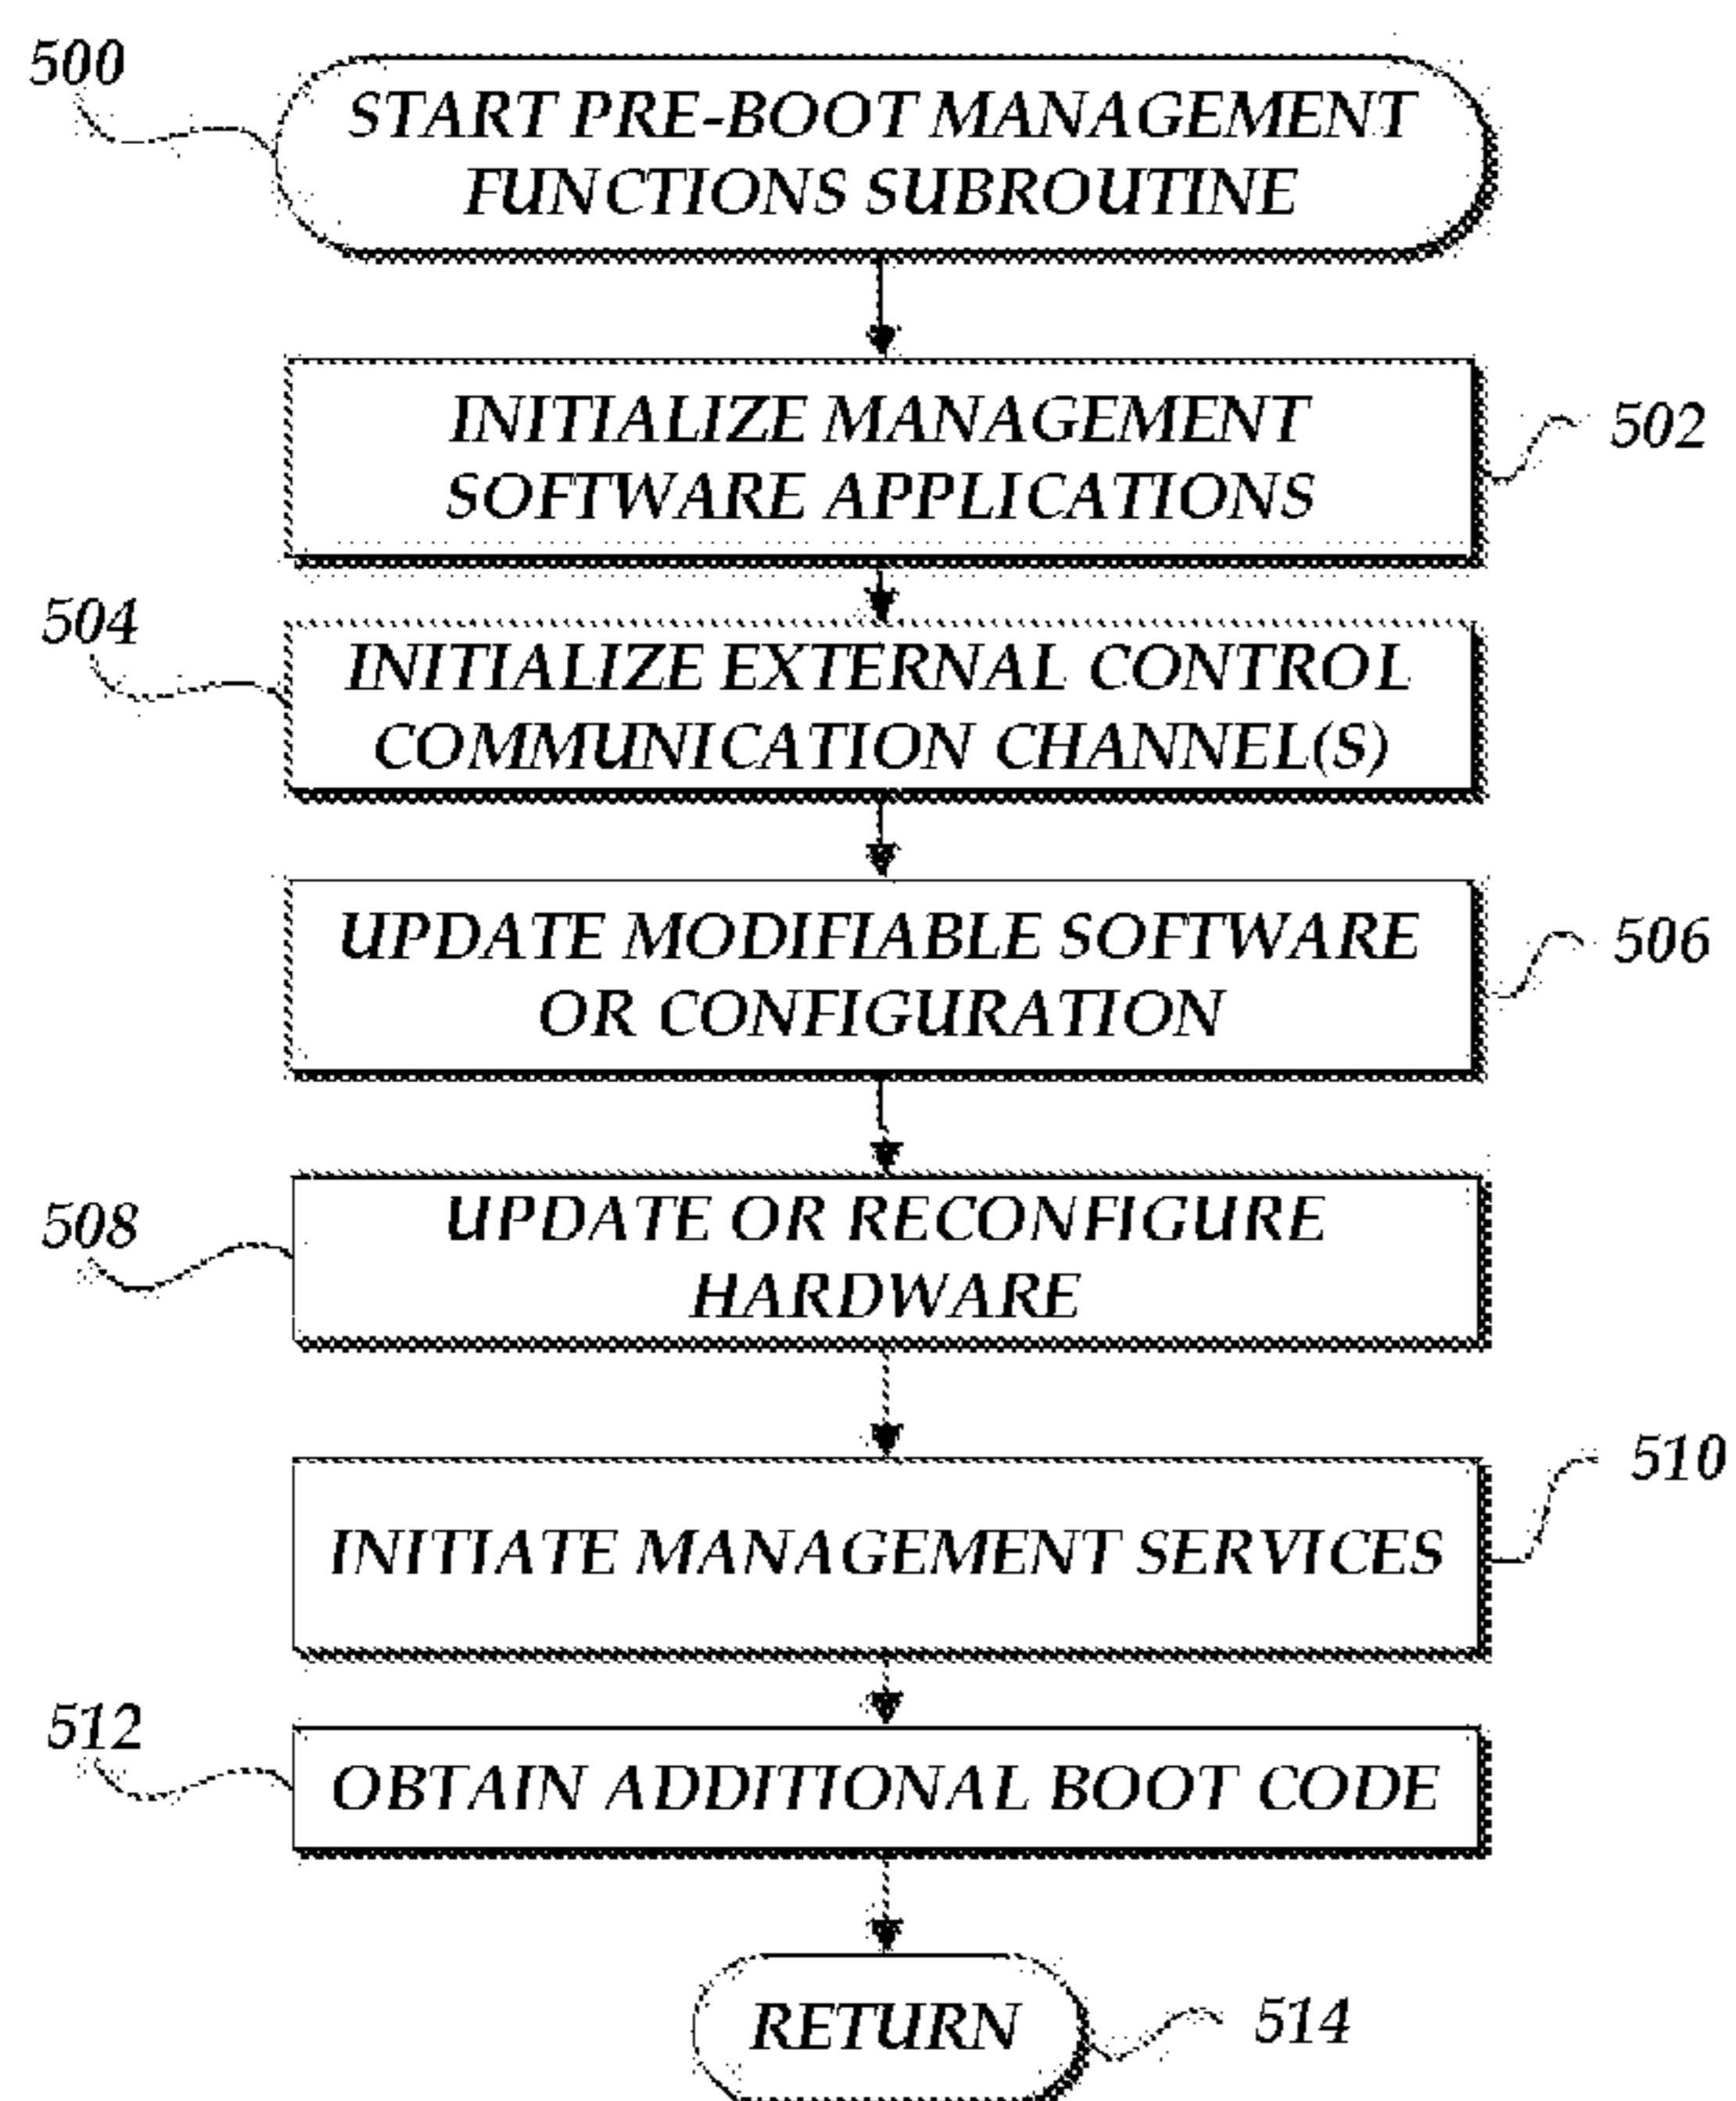 500
START PRE-BOOT MANAGEMENT
FUNCTIONS SUBROUTINE
INITIALIZE MANAGEMENT
SOFTWARE APPLICATIONS
502
504
INITIALIZE EXTERNAL CONTROL
COMMUNICATION CHANNEL(S)
UPDATE MODIFIABLE SOFTWARE
OR CONFIGURATION
506
508
UPDATE OR RECONFIGURE
HARDWARE
INITIATE MANAGEMENT SERVICES
510
512
OBTAIN ADDITIONAL BOOT CODE
RETURN
514